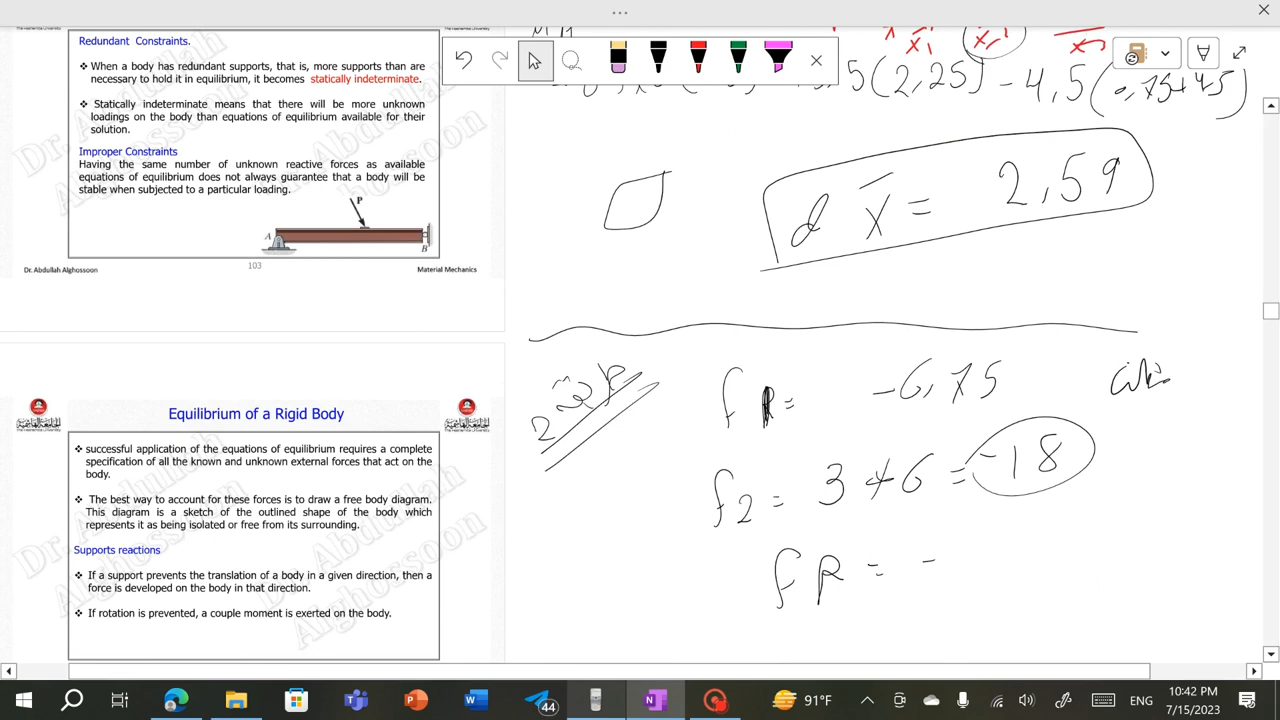 Redundant Constraints.
❖ When a body has redundant supports, that is, more supports than are
necessary to hold it in equilibrium, it becomes statically indeterminate.
❖ Statically indeterminate means that there will be more unknown
loadings on the body than equations of equilibrium available for their
solution.
Improper Constraints
Having the same number of unknown reactive forces as available
equations of equilibrium does not always guarantee that a body will be
stable when subjected to a particular loading.
P
A
B
Dr. Abdullah Alghossoon
103
Material Mechanics
Equilibrium of a Rigid Body
❖ successful application of the equations of equilibrium requires a complete
specification of all the known and unknown external forces that act on the
body.
❖ The best way to account for these forces is to draw a free body diagram.
This diagram is a sketch of the outlined shape of the body which
represents it as being isolated or free from its surrounding.
Supports reactions
❖ If a support prevents the translation of a body in a given direction, then a
force is developed on the body in that direction.
❖ If rotation is prevented, a couple moment is exerted on the body.
5(2,25) - 4,5(0,75+45)
d x̄ = 2,59
fR = -6,75
f2 = 3*6 = -18
fR = -
44
91°F
ENG
10:42 PM
7/15/2023